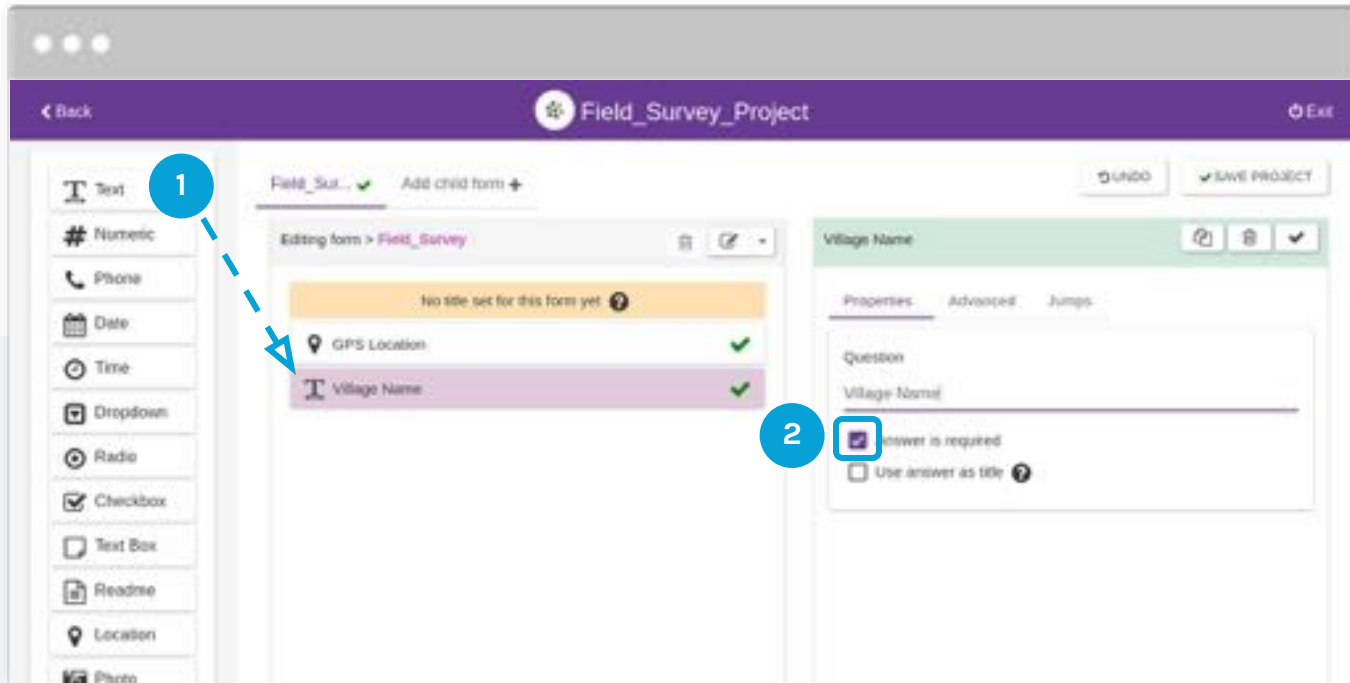 Back
Field_Survey_Project
Exit
Text
1
Numeric
Phone
Date
Time
Dropdown
Radio
Checkbox
Text Box
Readme
Location
Photo
Field_Sur...
Add child form
UNDO
SAVE PROJECT
Editing form > Field_Survey
No title set for this form yet
GPS Location
Village Name
Village Name
Properties
Advanced
Jumps
Question
Village Name
2
Answer is required
Use answer as title